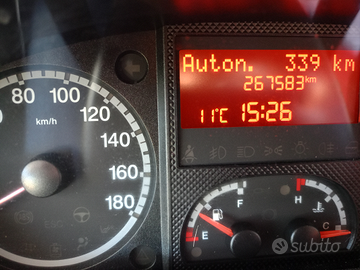 Auton. 339 km
267583 km
11°C 15:26
80 100 120 140 160 180
km/h
F H
E C
subito